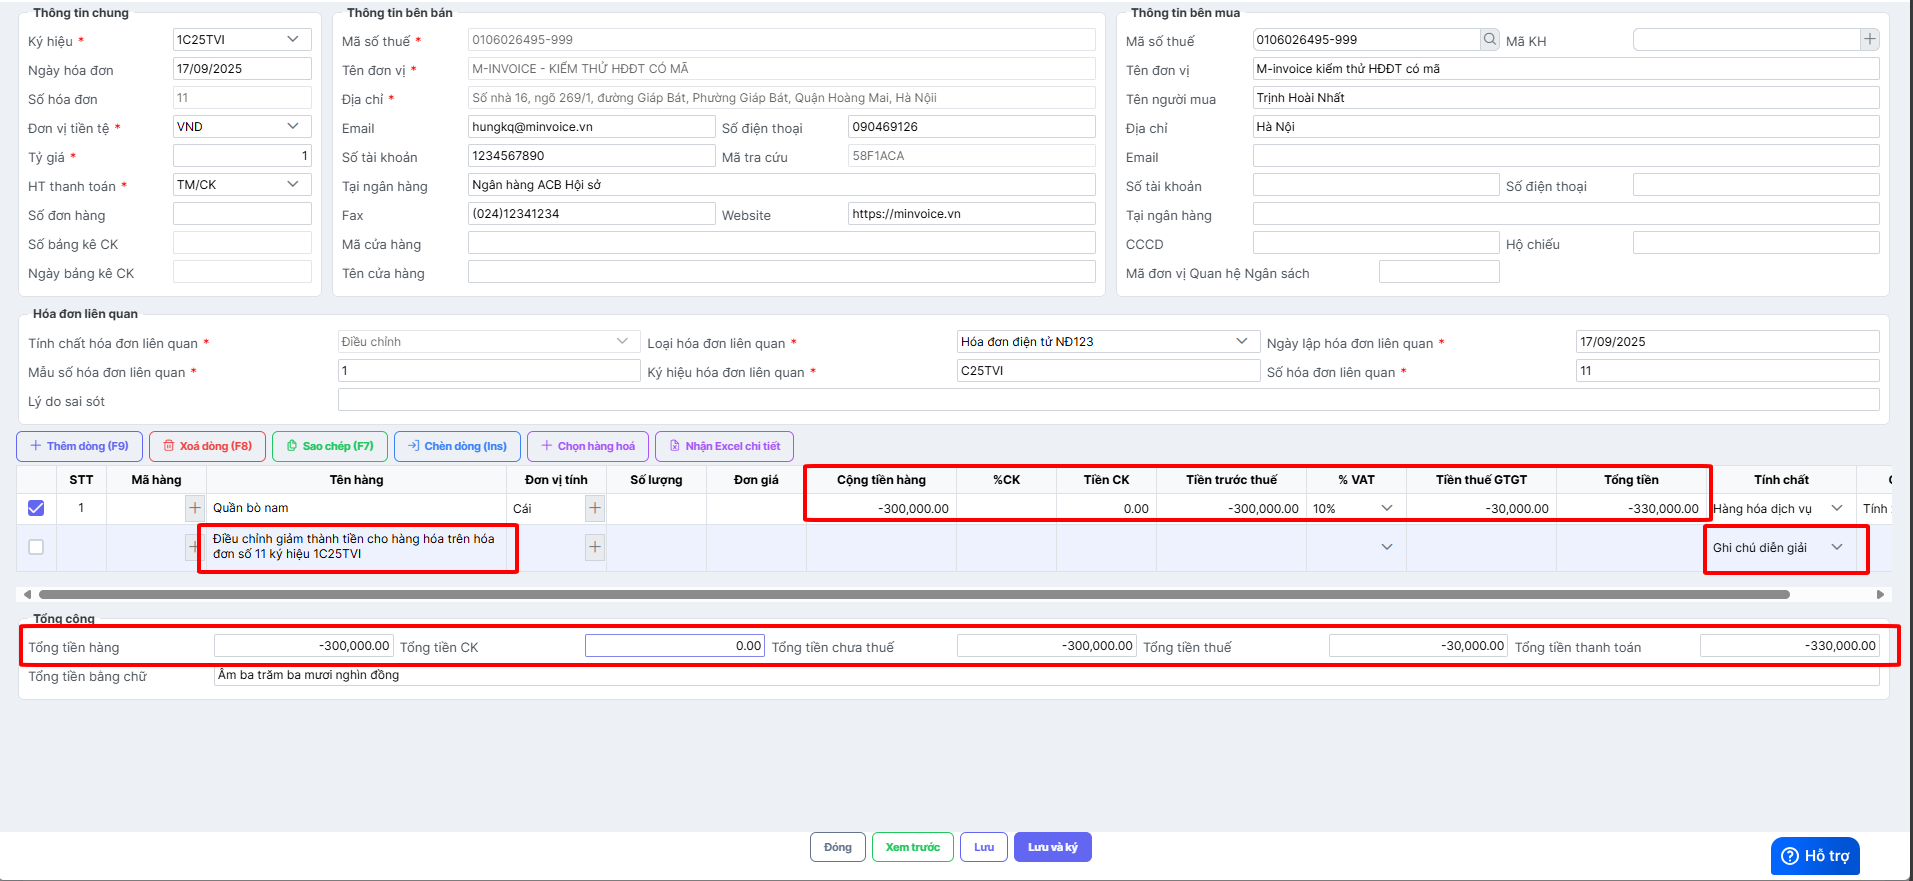 Thông tin chung
Ký hiệu * 1C25TVI
Ngày hóa đơn 17/09/2025
Số hóa đơn 11
Đơn vị tiền tệ * VND
Tỷ giá * 1
HT thanh toán * TM/CK
Số đơn hàng
Số bảng kê CK
Ngày bảng kê CK
Thông tin bên bán
Mã số thuế * 0106026495-999
Tên đơn vị * M-INVOICE - KIỂM THỬ HĐĐT CÓ MÃ
Địa chỉ * Số nhà 16, ngõ 269/1, đường Giáp Bát, Phường Giáp Bát, Quận Hoàng Mai, Hà Nộii
Email hungkq@minvoice.vn Số điện thoại 090469126
Số tài khoản 1234567890 Mã tra cứu 58F1ACA
Tại ngân hàng Ngân hàng ACB Hội sở
Fax (024)12341234 Website https://minvoice.vn
Mã cửa hàng
Tên cửa hàng
Thông tin bên mua
Mã số thuế 0106026495-999 Mã KH
Tên đơn vị M-invoice kiểm thử HĐĐT có mã
Tên người mua Trịnh Hoài Nhất
Địa chỉ Hà Nội
Email
Số tài khoản Số điện thoại
Tại ngân hàng
CCCD Hộ chiếu
Mã đơn vị Quan hệ Ngân sách
Hóa đơn liên quan
Tính chất hóa đơn liên quan * Điều chỉnh Loại hóa đơn liên quan * Hóa đơn điện tử NĐ123 Ngày lập hóa đơn liên quan * 17/09/2025
Mẫu số hóa đơn liên quan * 1 Ký hiệu hóa đơn liên quan * C25TVI Số hóa đơn liên quan * 11
Lý do sai sót
Thêm dòng (F9) Xoá dòng (F8) Sao chép (F7) Chèn dòng (Ins) Chọn hàng hoá Nhận Excel chi tiết
STT Mã hàng Tên hàng Đơn vị tính Số lượng Đơn giá Cộng tiền hàng %CK Tiền CK Tiền trước thuế % VAT Tiền thuế GTGT Tổng tiền Tính chất
1 Quần bò nam Cái -300,000.00 0.00 -300,000.00 10% -30,000.00 -330,000.00 Hàng hóa dịch vụ Tính
Điều chỉnh giảm thành tiền cho hàng hóa trên hóa
đơn số 11 ký hiệu 1C25TVI
Ghi chú diễn giải
Tổng cộng
Tổng tiền hàng -300,000.00 Tổng tiền CK 0.00 Tổng tiền chưa thuế -300,000.00 Tổng tiền thuế -30,000.00 Tổng tiền thanh toán -330,000.00
Tổng tiền bằng chữ Âm ba trăm ba mươi nghìn đồng
Đóng Xem trước Lưu Lưu và ký
Hỗ trợ